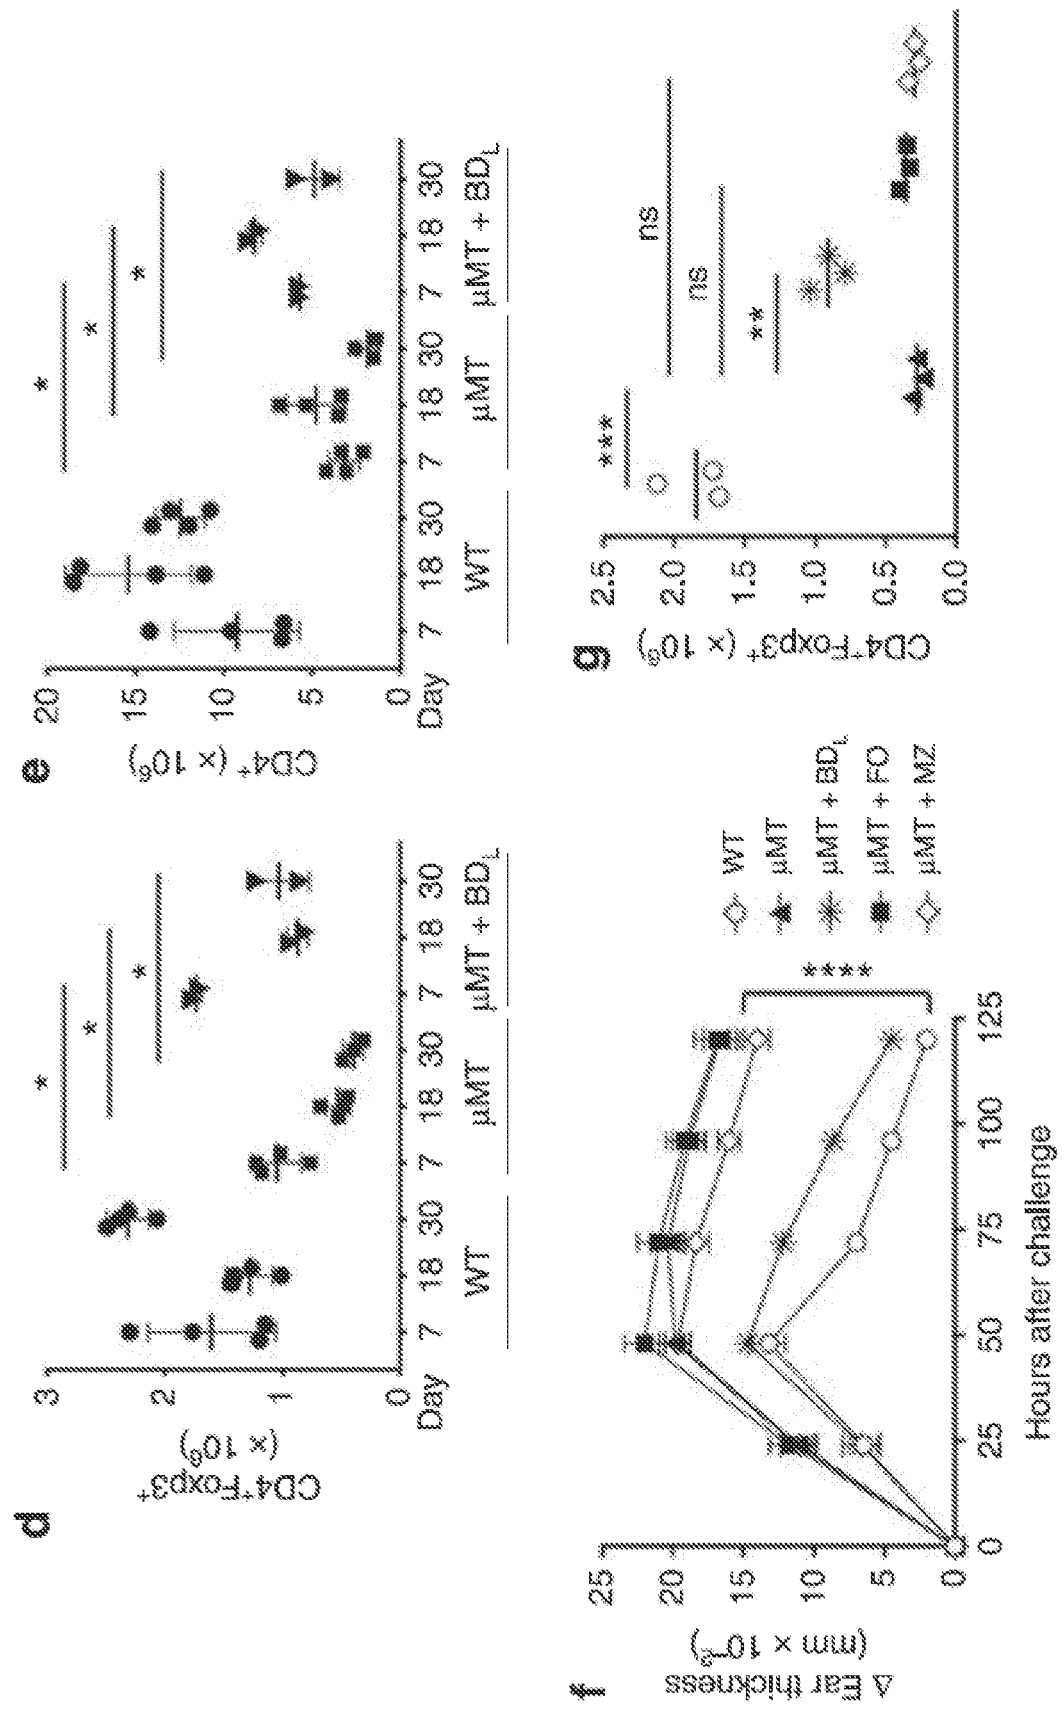 d
CD4⁺Foxp3⁺
(× 10⁶)
3
2
1
0
*
*
*
Day 7 18 30 7 18 30 7 18 30
WT µMT µMT + BD_L
e
CD4⁺ (× 10⁶)
20
15
10
5
0
*
*
*
Day 7 18 30 7 18 30 7 18 30
WT µMT µMT + BD_L
f
Δ Ear thickness
(mm × 10⁻²)
25
20
15
10
5
0
0 25 50 75 100 125
Hours after challenge
****
WT
µMT
µMT + BD_L
µMT + FO
µMT + MZ
g
CD4⁺Foxp3⁺ (× 10⁶)
2.5
2.0
1.5
1.0
0.5
0.0
***
ns
ns
**